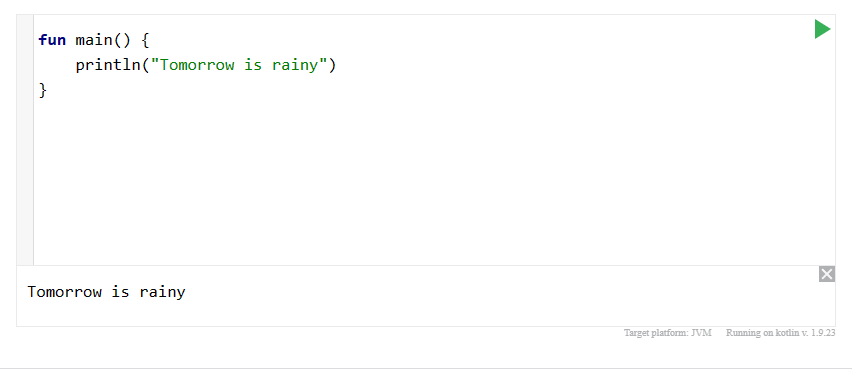 fun main() {
    println("Tomorrow is rainy")
}
Tomorrow is rainy
Target platform: JVM Running on kotlin v. 1.9.23